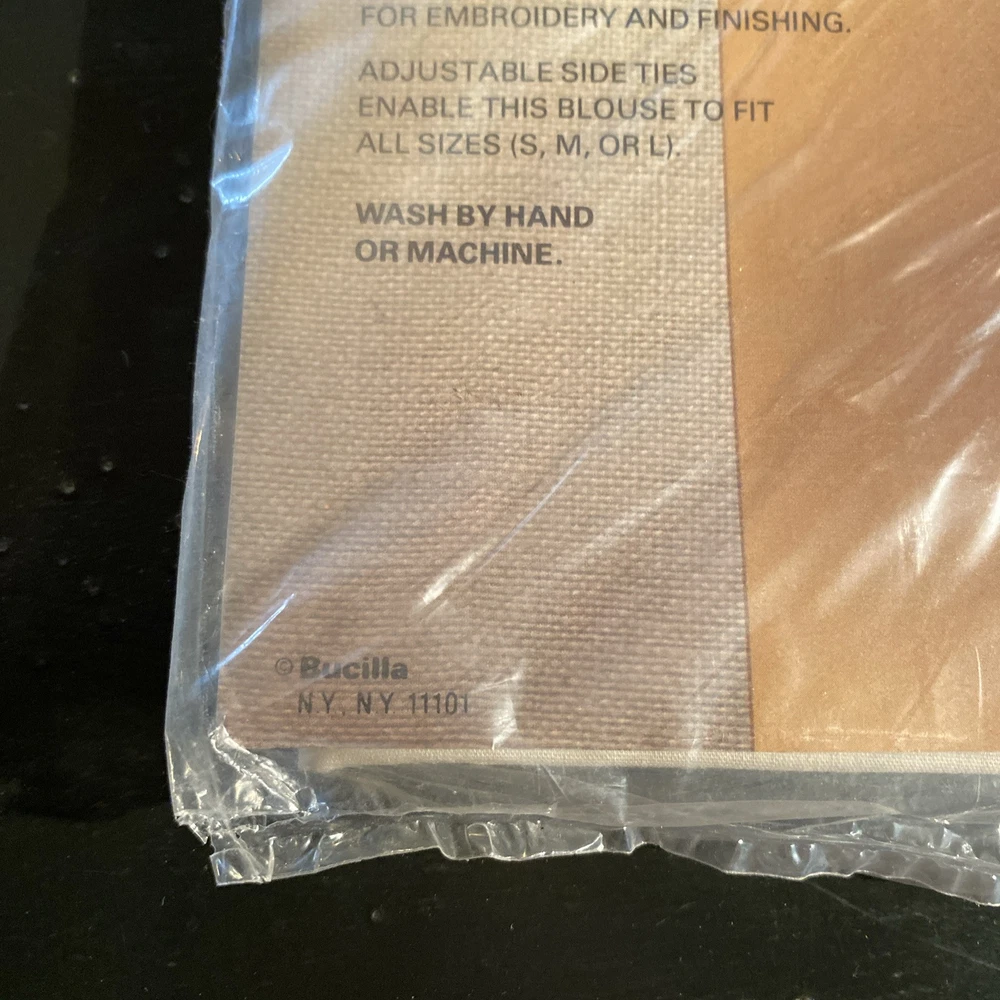 FOR EMBROIDERY AND FINISHING.
ADJUSTABLE SIDE TIES
ENABLE THIS BLOUSE TO FIT
ALL SIZES (S, M, OR L).
WASH BY HAND
OR MACHINE.
© Bucilla
N.Y., N.Y. 11101